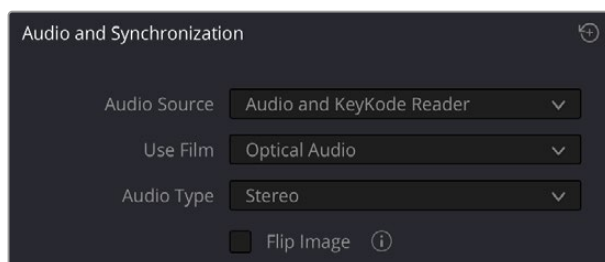 Audio and Synchronization
Audio Source Audio and KeyKode Reader
Use Film Optical Audio
Audio Type Stereo
Flip Image